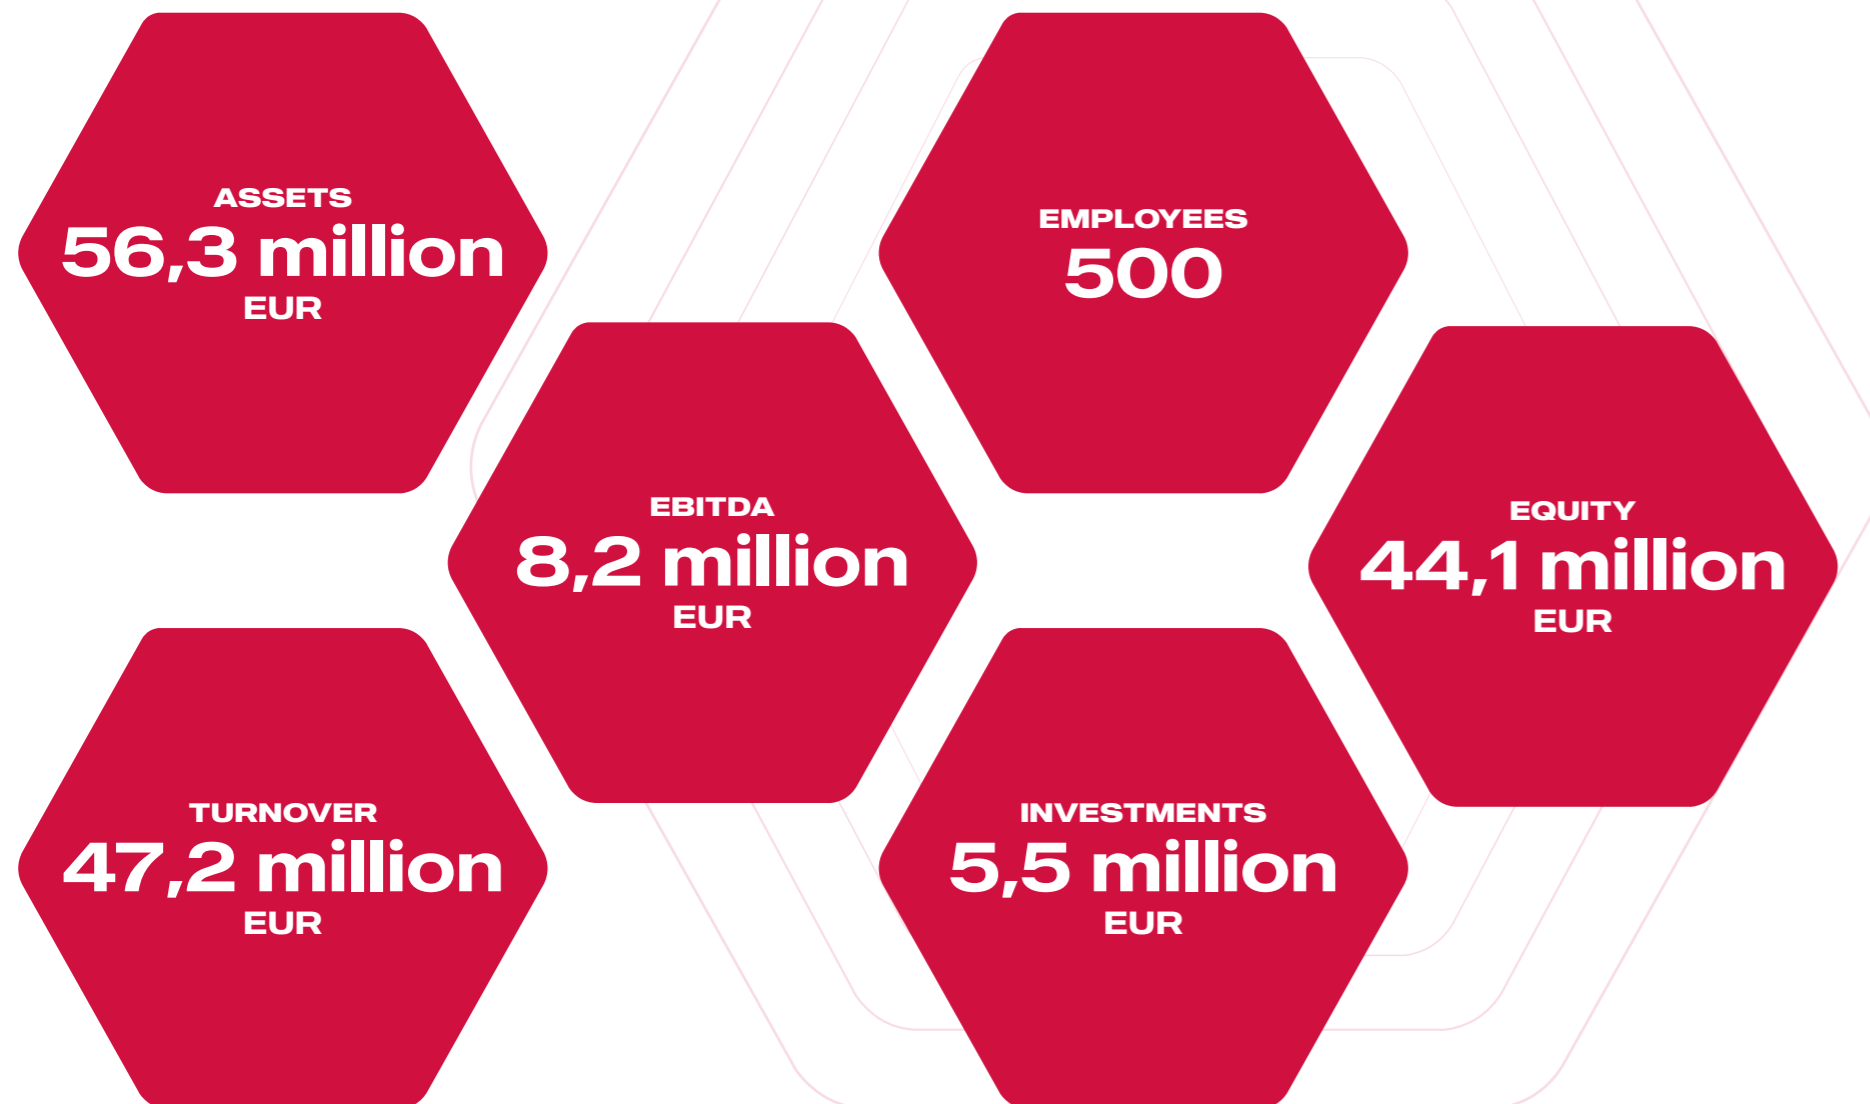 ASSETS
56,3 million
EUR
EMPLOYEES
500
EBITDA
8,2 million
EUR
EQUITY
44,1 million
EUR
TURNOVER
47,2 million
EUR
INVESTMENTS
5,5 million
EUR